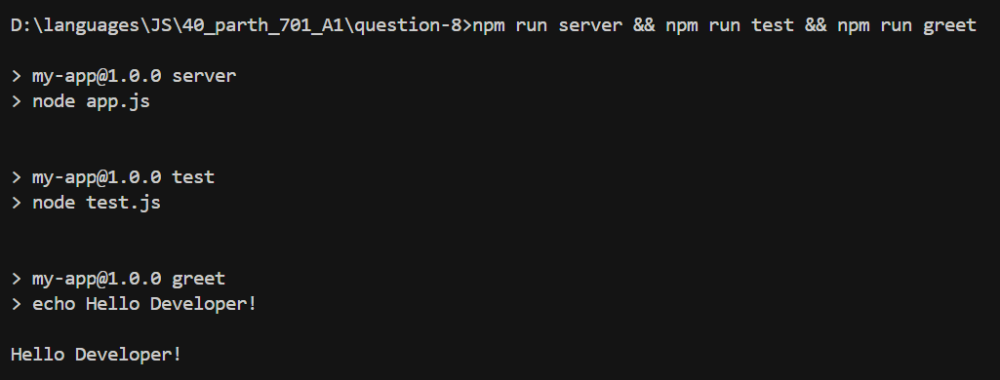 D:\languages\JS\40_parth_701_A1\question-8>npm run server && npm run test && npm run greet
> my-app@1.0.0 server
> node app.js
> my-app@1.0.0 test
> node test.js
> my-app@1.0.0 greet
> echo Hello Developer!
Hello Developer!